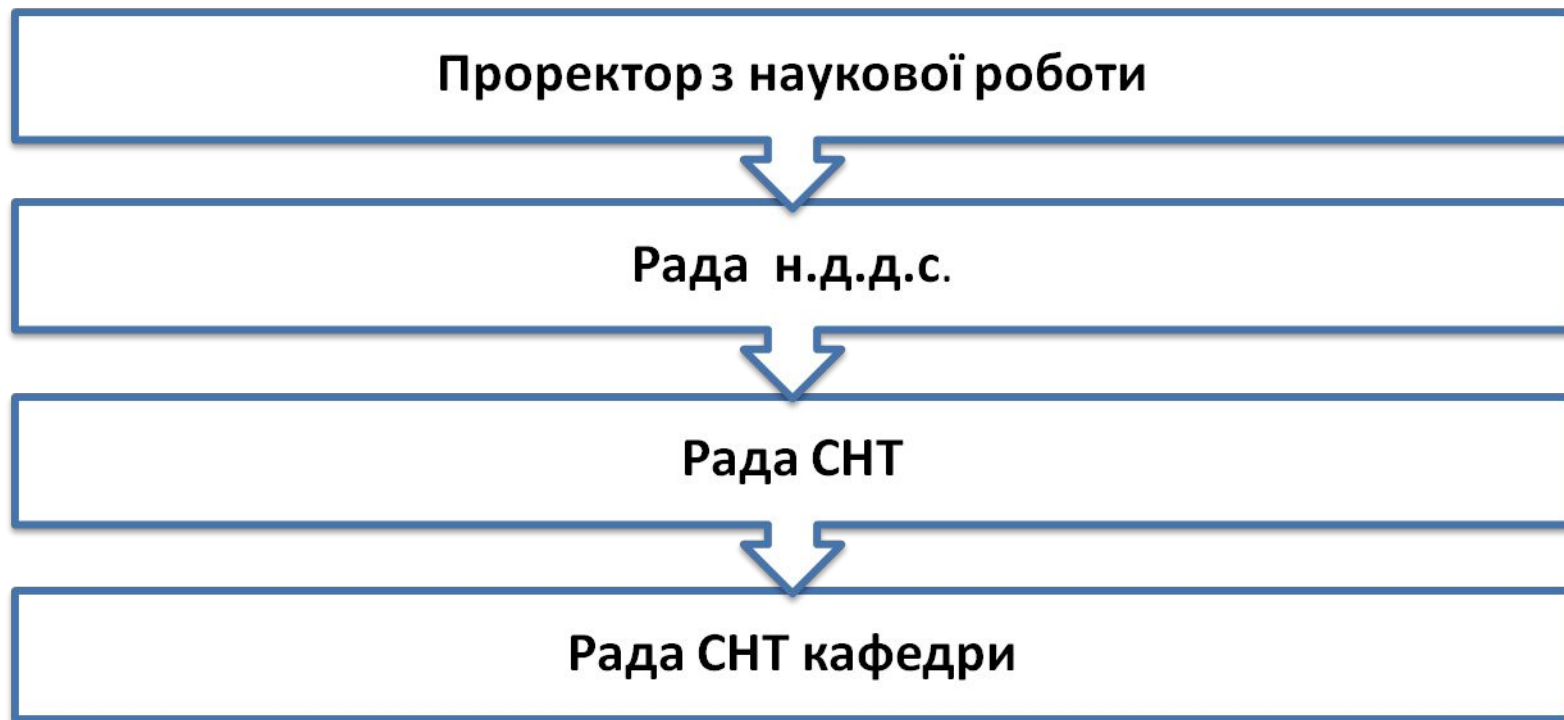 Проректор з наукової роботи
Рада н.д.д.с.
Рада СНТ
Рада СНТ кафедри